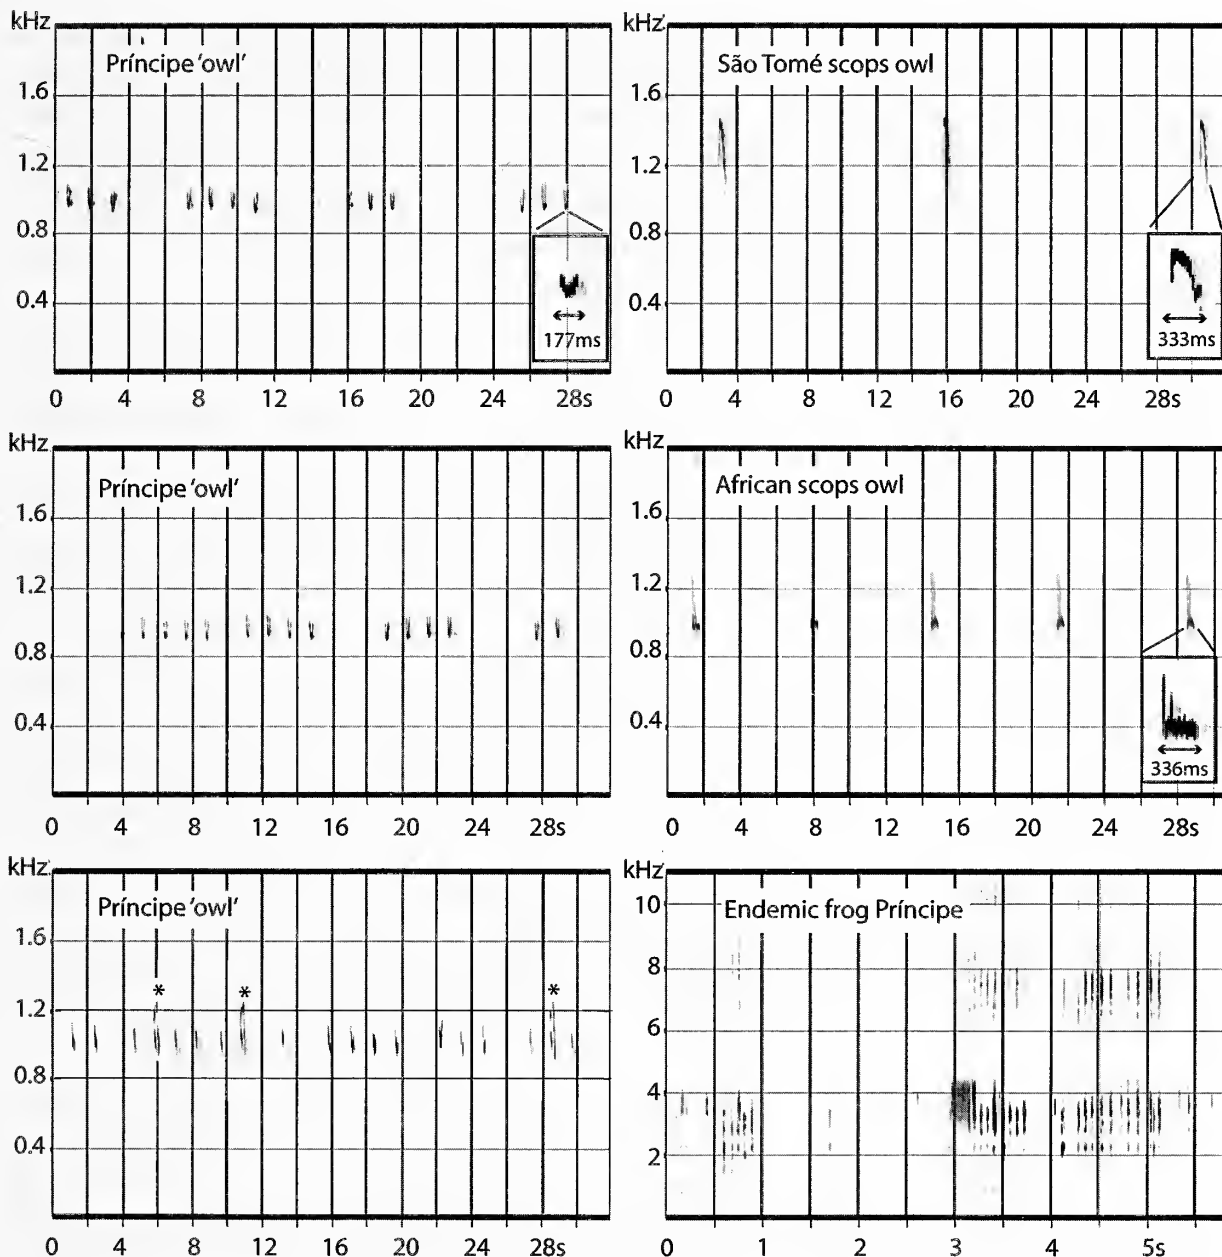 kHz
Príncipe 'owl'
1.6
1.2
0.8
0.4
177ms
0 4 8 12 16 20 24 28s
kHz
São Tomé scops owl
1.6
1.2
0.8
0.4
333ms
0 4 8 12 16 20 24 28s
kHz
Príncipe 'owl'
1.6
1.2
0.8
0.4
0 4 8 12 16 20 24 28s
kHz
African scops owl
1.6
1.2
0.8
0.4
336ms
0 4 8 12 16 20 24 28s
kHz
Príncipe 'owl'
1.6
* * *
1.2
0.8
0.4
0 4 8 12 16 20 24 28s
kHz
Endemic frog Príncipe
10
8
6
4
2
0 1 2 3 4 5s